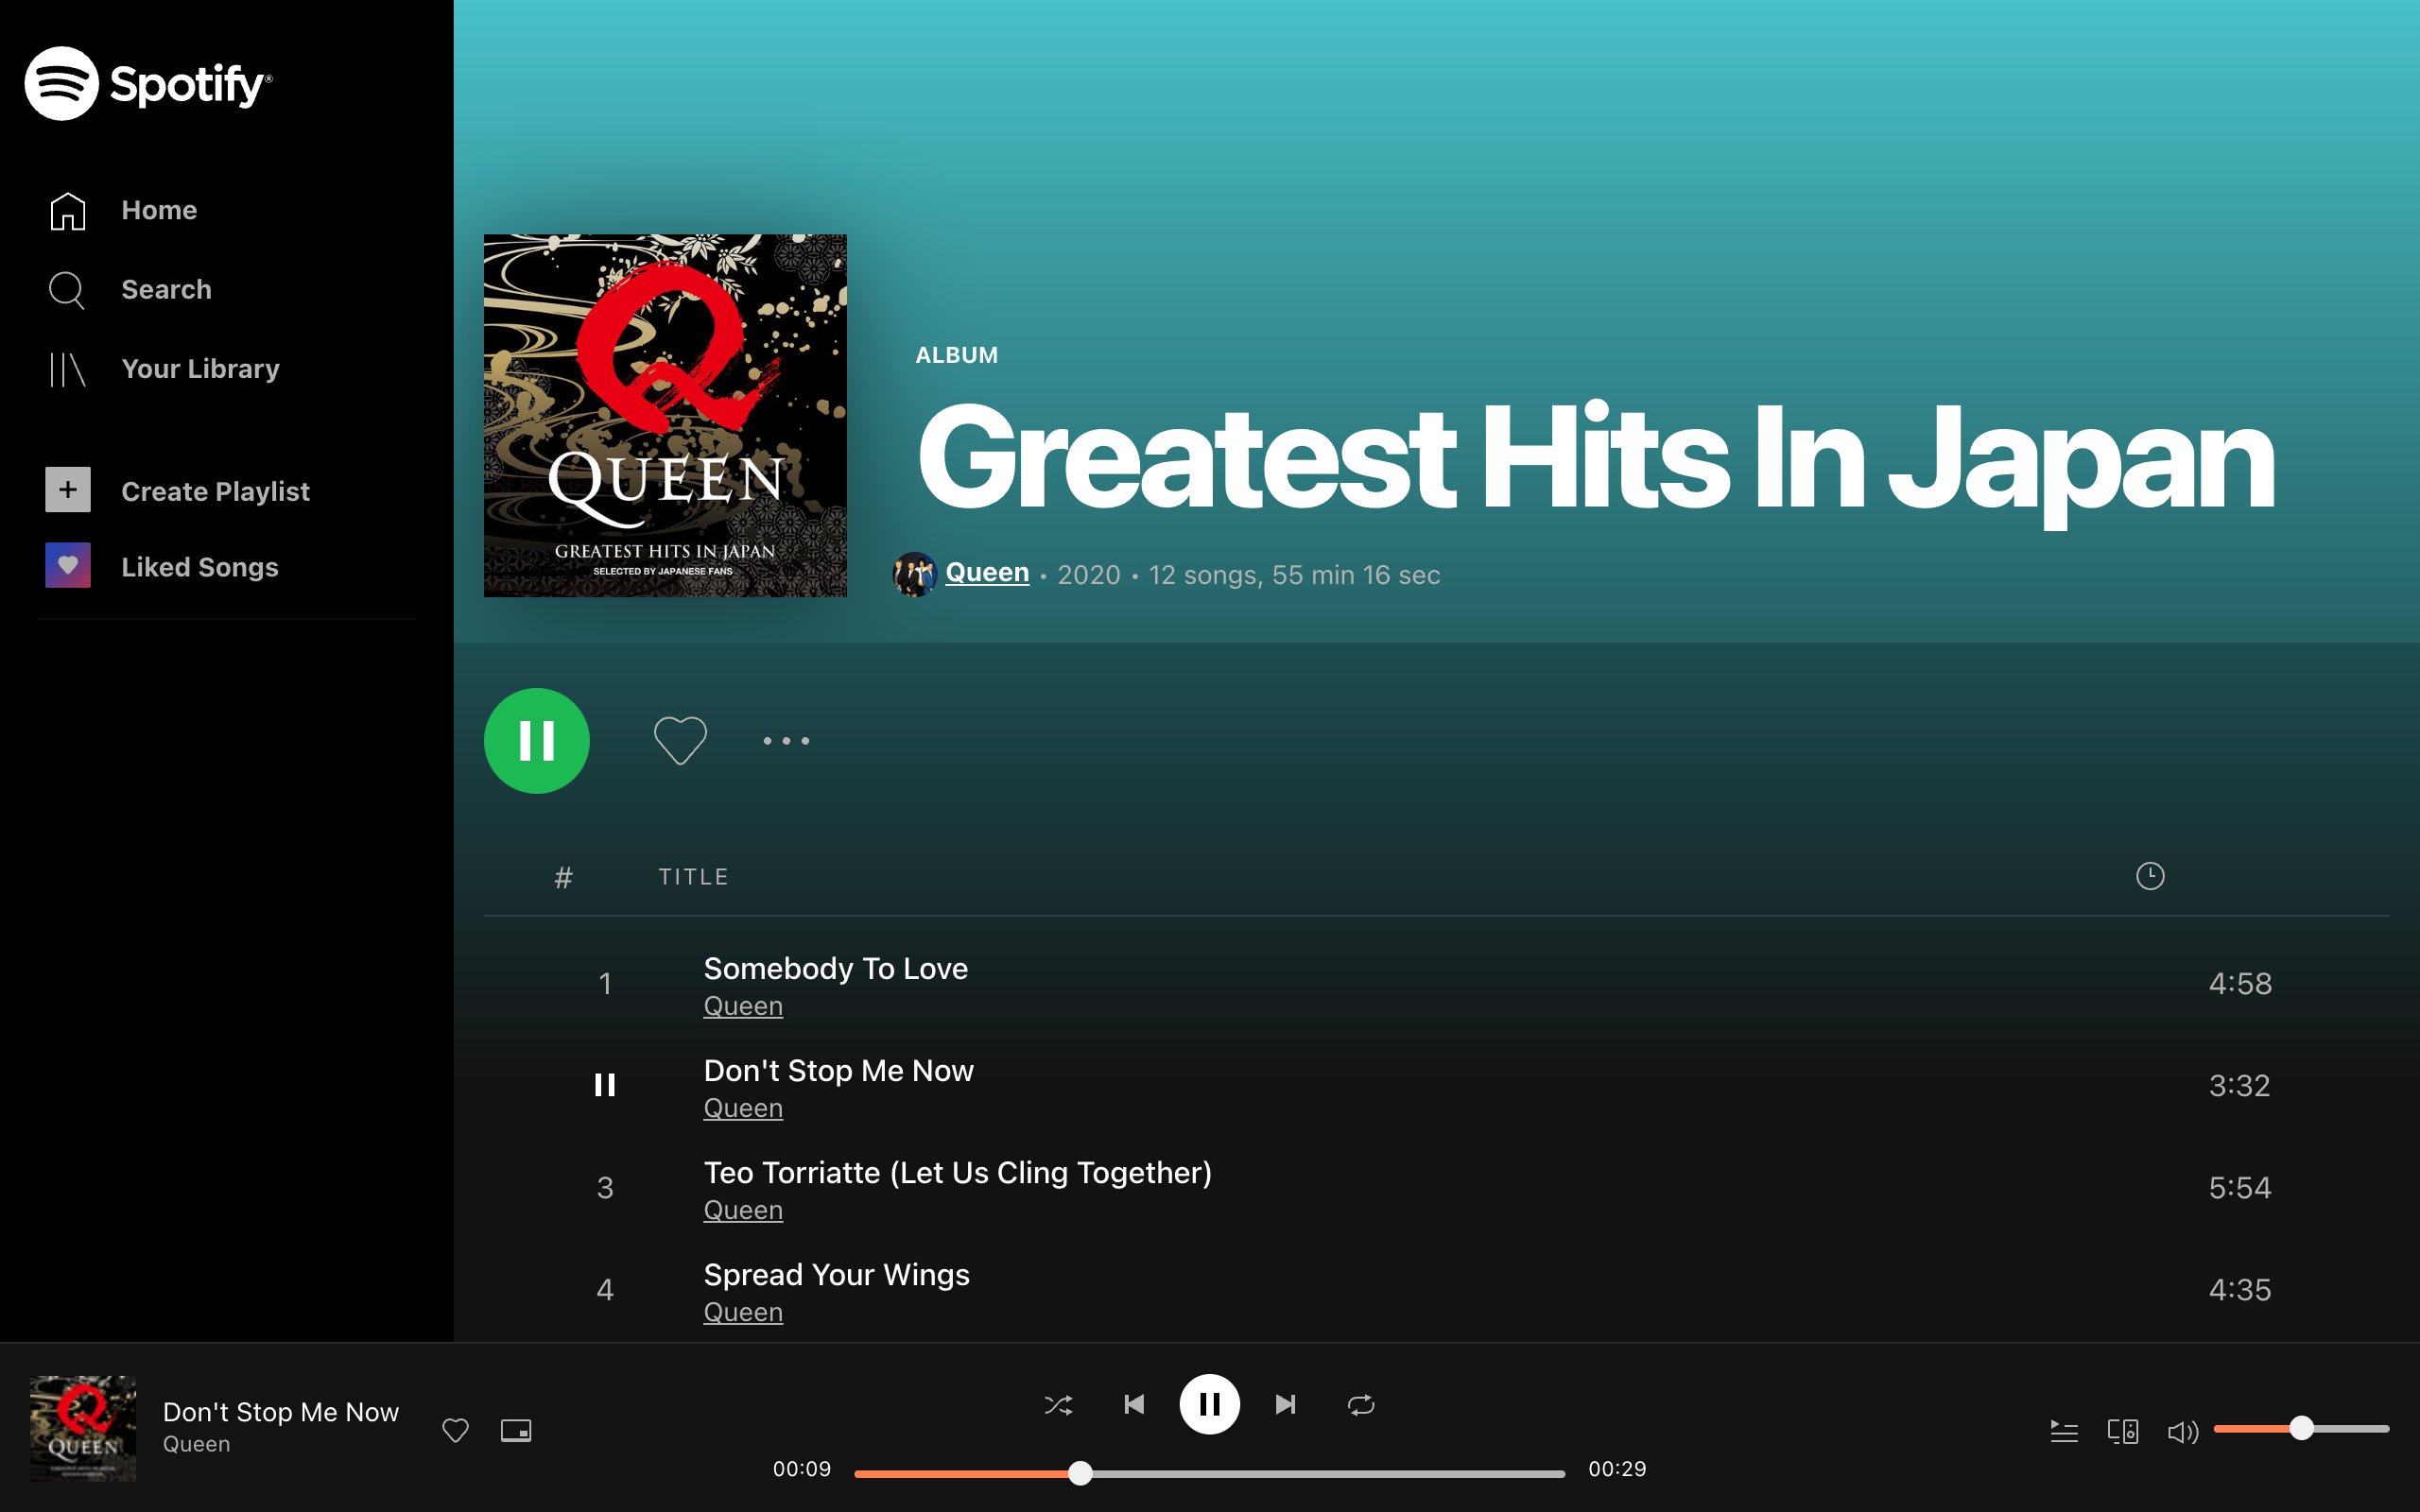 Spotify®
Home
Search
Your Library
+ Create Playlist
Liked Songs
QUEEN
GREATEST HITS IN JAPAN
SELECTED BY JAPANESE FANS
ALBUM
Greatest Hits In Japan
Queen • 2020 • 12 songs, 55 min 16 sec
# TITLE
1 Somebody To Love 4:58
Queen
Don't Stop Me Now 3:32
Queen
3 Teo Torriatte (Let Us Cling Together) 5:54
Queen
4 Spread Your Wings 4:35
Queen
QUEEN
Don't Stop Me Now
Queen
00:09 00:29